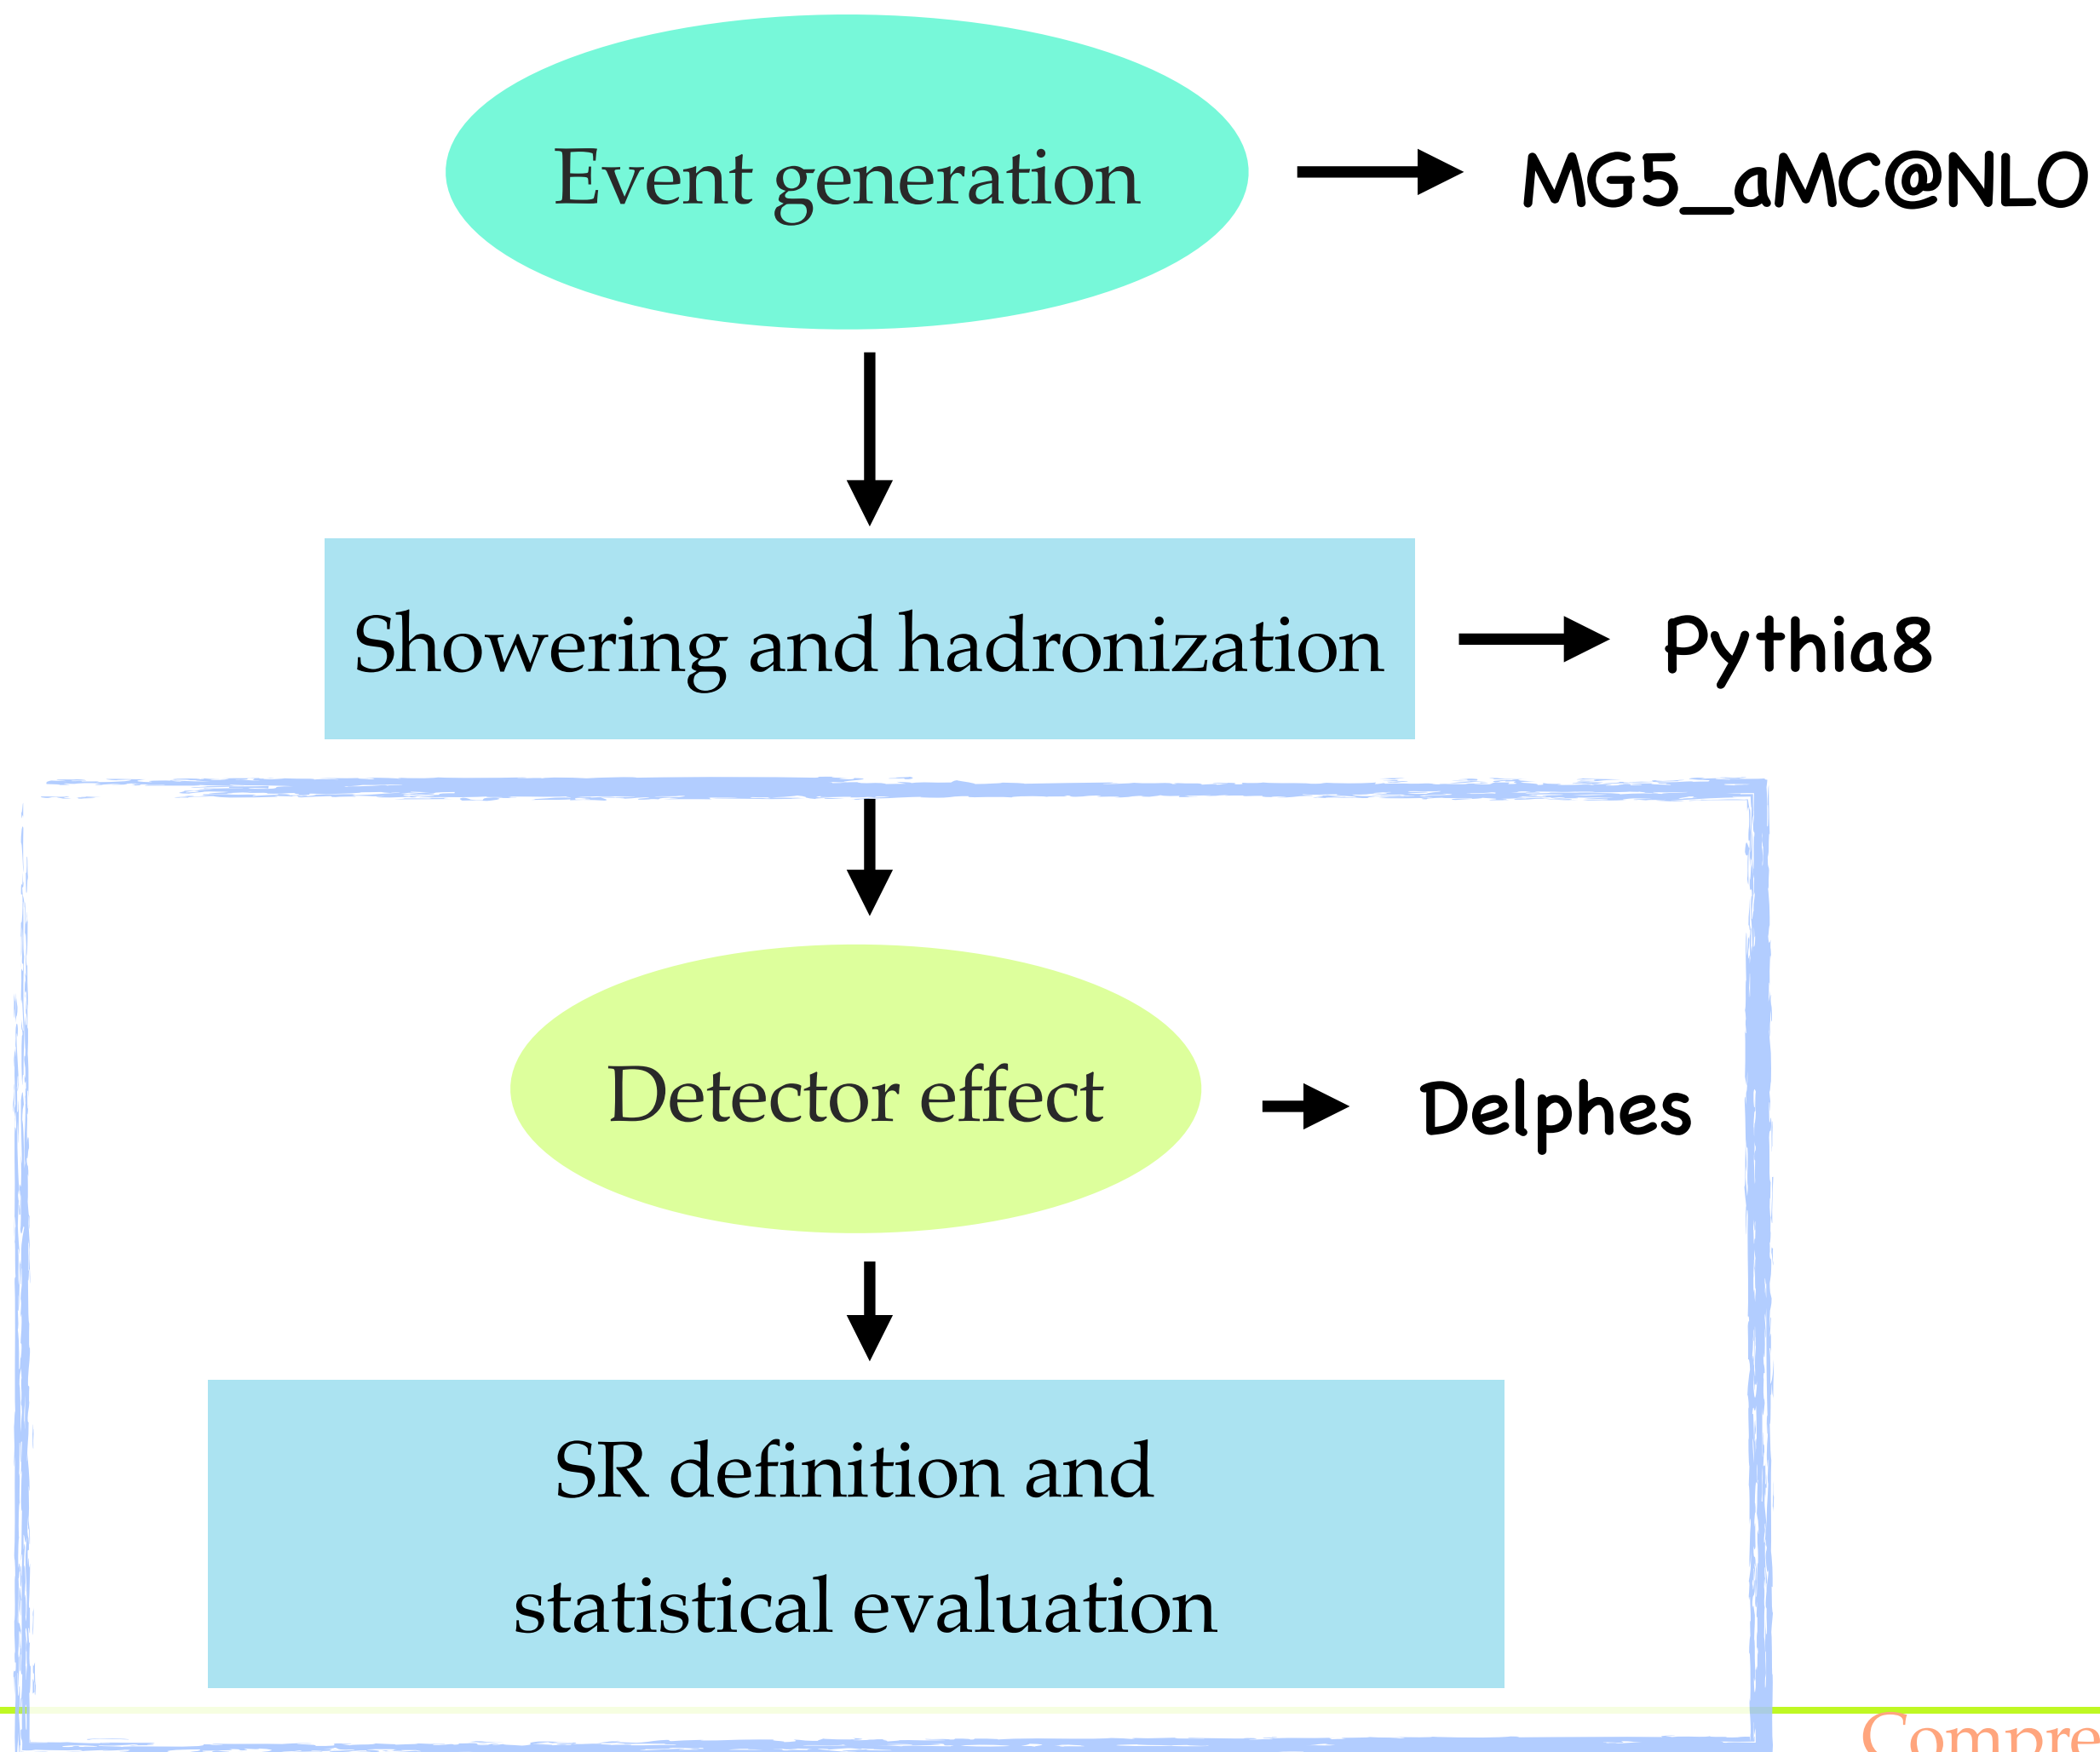 Event generation
MG5_aMC@NLO
Showering and hadronization
Pythia8
Detector effect
Delphes
SR definition and
statistical evaluation